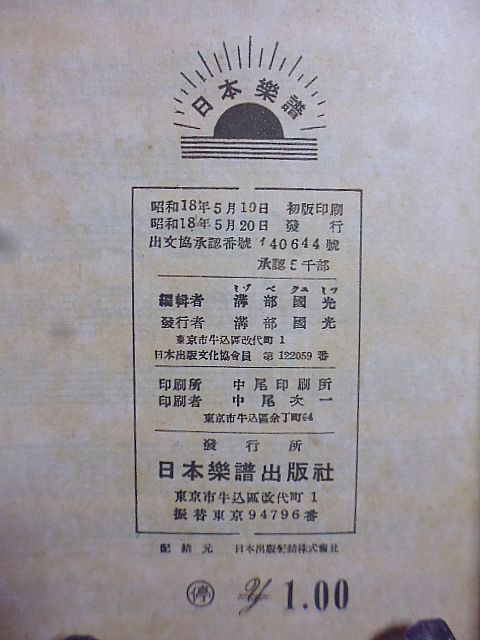 日本樂譜
昭和18年5月19日 初版印刷
昭和18年5月20日 發行
出文協承認番號 イ40644號
承認5千部
ミゾ ベ クニ ミツ
編輯者 溝部國光
發行者 溝部國光
東京市牛込區改代町1
日本出版文化協會員 第122059番
印刷所 中尾印刷所
印刷者 中尾次一
東京市牛込區余丁町64
發行所
日本樂譜出版社
東京市牛込區改代町1
振替東京94796番
配給元 日本出版配給株式會社
停 ¥1.00